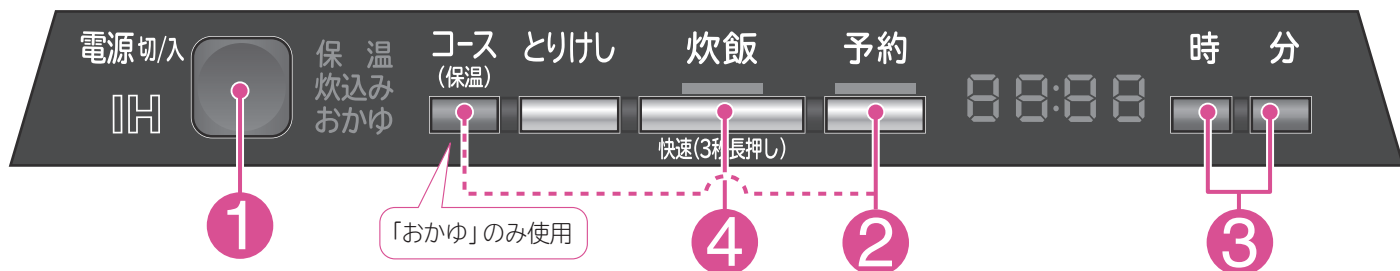 電源 切/入
IH
保 温
炊込み
おかゆ
コース
(保温)
とりけし
炊飯
快速(3秒長押し)
予約
88:88
時
分
「おかゆ」のみ使用
1
4
2
3